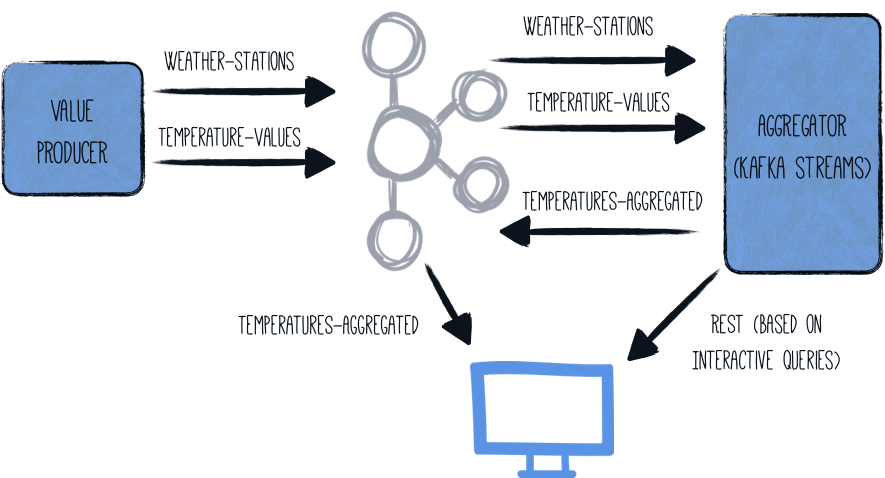 WEATHER-STATIONS
WEATHER-STATIONS
VALUE
PRODUCER
TEMPERATURE-VALUES
TEMPERATURE-VALUES
AGGREGATOR
(KAFKA STREAMS)
TEMPERATURES-AGGREGATED
TEMPERATURES-AGGREGATED
REST (BASED ON
INTERACTIVE QUERIES)